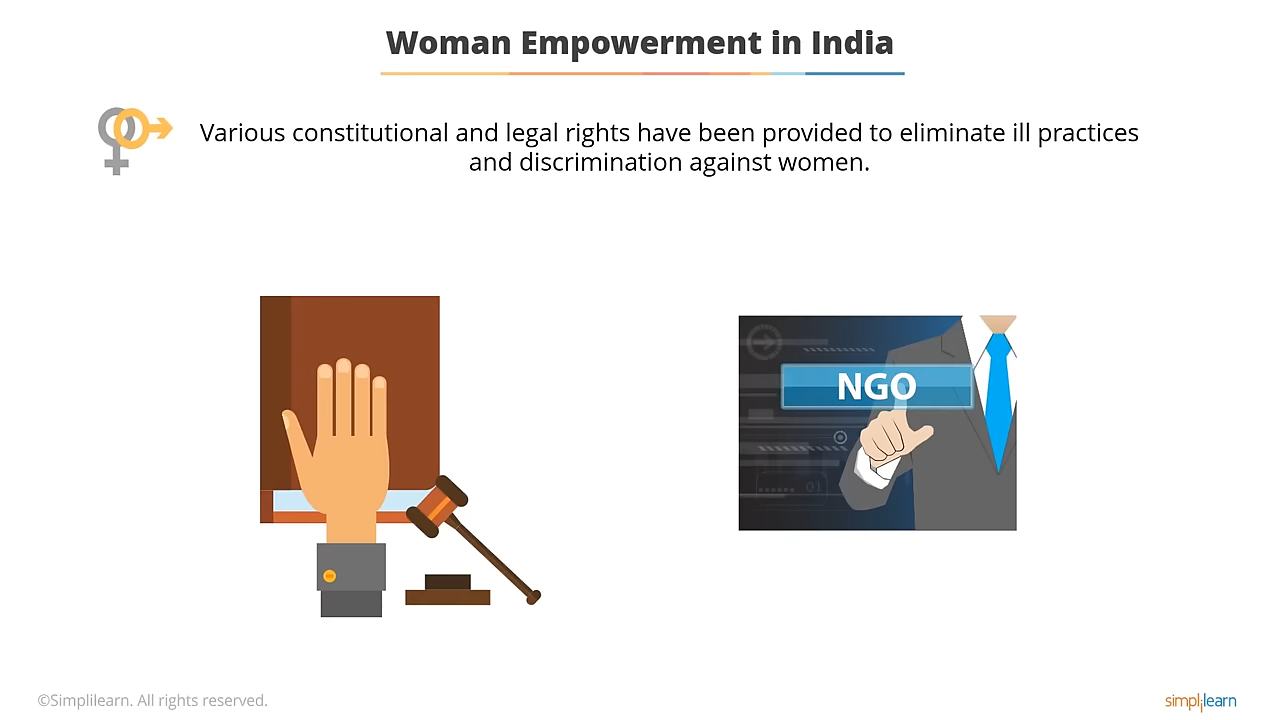 Woman Empowerment in India
Various constitutional and legal rights have been provided to eliminate ill practices
and discrimination against women.
NGO
01
©Simplilearn. All rights reserved.
simplilearn